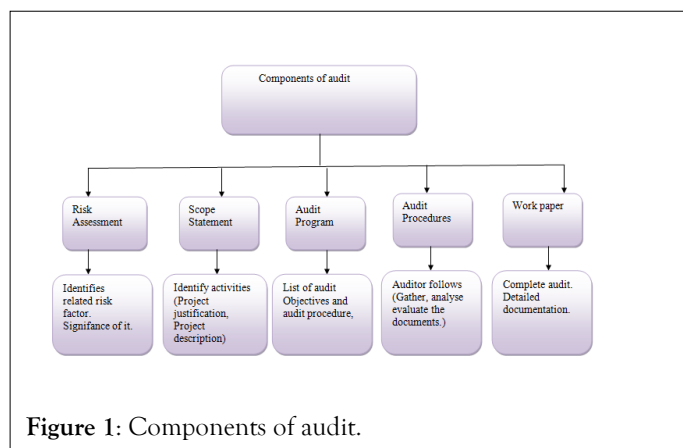 Components of audit
Risk
Assessment
Scope
Statement
Audit
Program
Audit
Procedures
Work paper
Identifies
related risk
factor.
Signifance of it.
Identify activities
(Project
justification,
Project
description)
List of audit
Objectives and
audit procedure,
Auditor follows
(Gather, analyse
evaluate the
documents.)
Complete audit.
Detailed
documentation.
Figure 1: Components of audit.